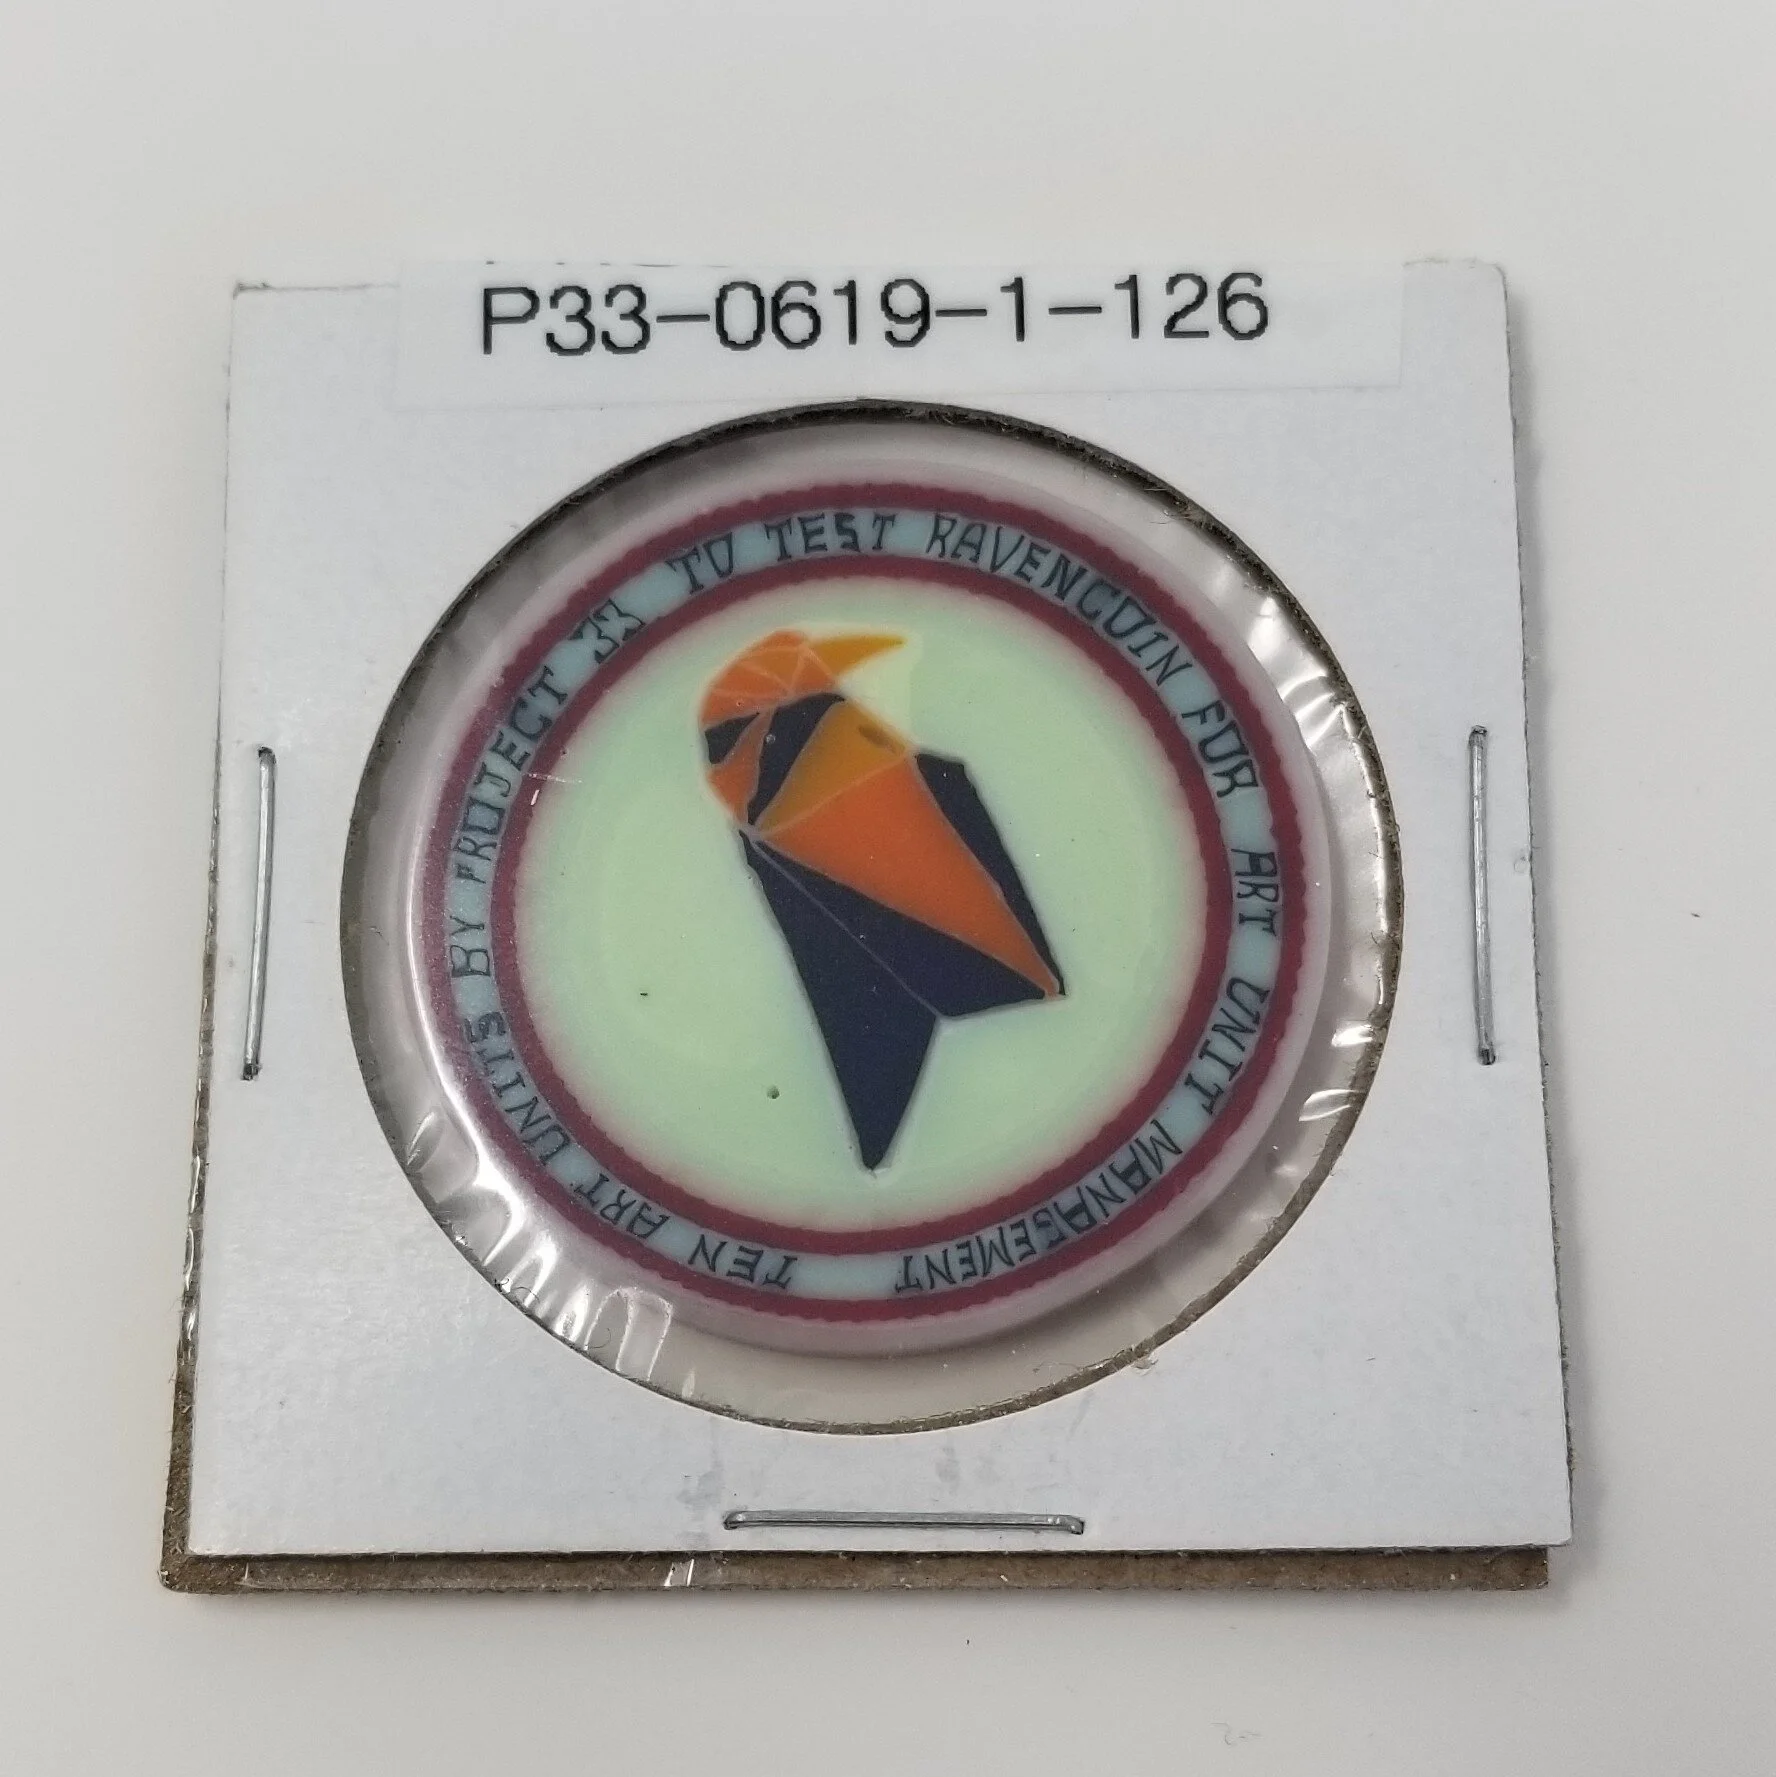 P33-0619-1-126
TEN ART UNITS BY PROJECT 33 TO TEST RAVENCOIN FOR ART UNIT MANAGEMENT